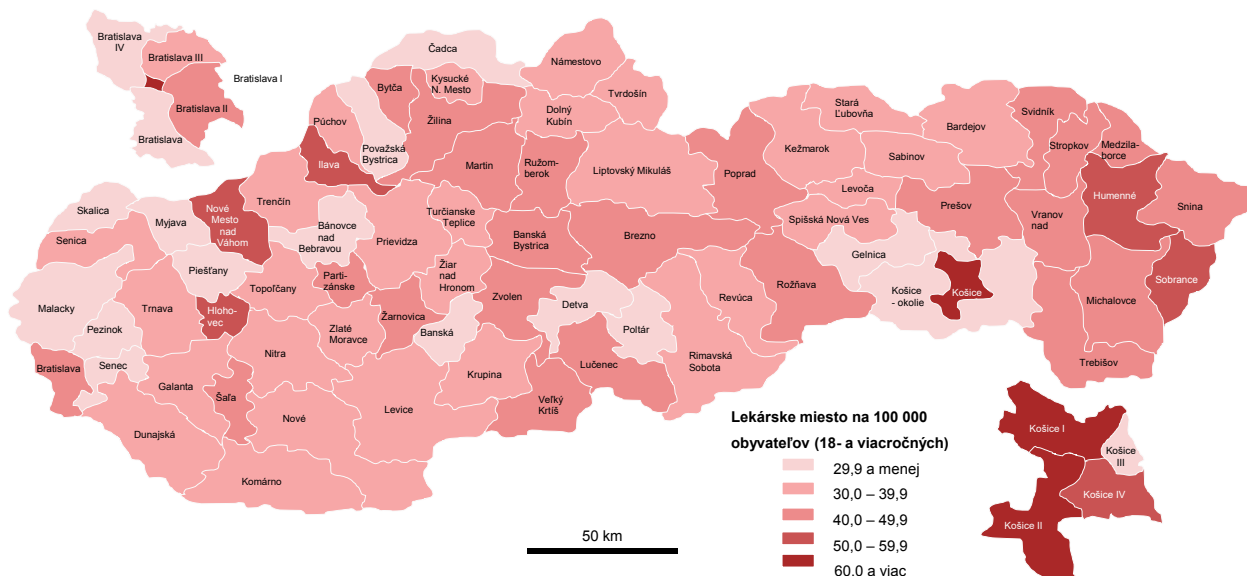 Bratislava
IV
Bratislava III
Bratislava I
Bratislava II
Bratislava
Čadca
Námestovo
Bytča
Kysucké
N. Mesto
Tvrdošín
Dolný
Kubín
Púchov
Žilina
Považská
Bystrica
Ilava
Martin
Ružom-
berok
Liptovský Mikuláš
Poprad
Kežmarok
Stará
Ľubovňa
Bardejov
Svidník
Stropkov
Medzila-
borce
Sabinov
Levoča
Humenné
Snina
Prešov
Vranov
nad
Spišská Nová Ves
Gelnica
Sobrance
Michalovce
Košice
Košice
- okolie
Rožňava
Trebišov
Skalica
Senica
Myjava
Nové
Mesto
nad
Váhom
Trenčín
Bánovce
nad
Bebravou
Prievidza
Turčianske
Teplice
Banská
Bystrica
Brezno
Piešťany
Topoľčany
Parti-
zánske
Žiar
nad
Hronom
Zvolen
Detva
Poltár
Revúca
Malacky
Trnava
Hloho-
vec
Zlaté
Moravce
Žarnovica
Banská
Pezinok
Nitra
Krupina
Lučenec
Rimavská
Sobota
Bratislava
Senec
Galanta
Šaľa
Nové
Levice
Veľký
Krtíš
Dunajská
Komárno
Lekárske miesto na 100 000
obyvateľov (18- a viacročných)
29,9 a menej
30,0 – 39,9
40,0 – 49,9
50,0 – 59,9
60,0 a viac
50 km
Košice I
Košice
III
Košice IV
Košice II